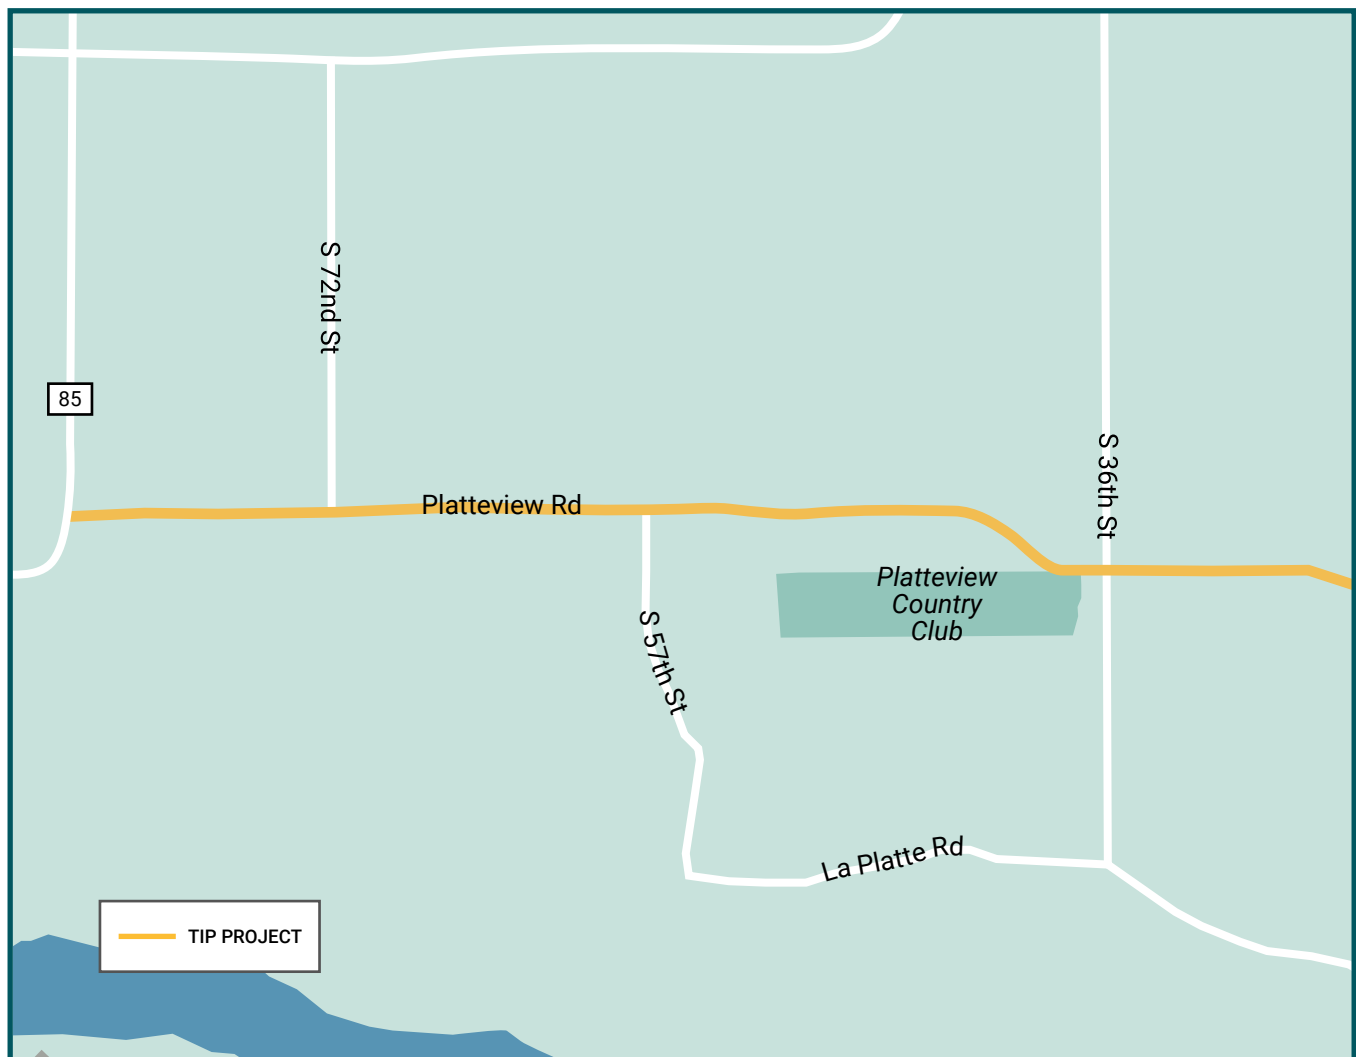 S 72nd St
85
S 36th St
Platteview Rd
Platteview
Country
Club
S 57th St
La Platte Rd
TIP PROJECT